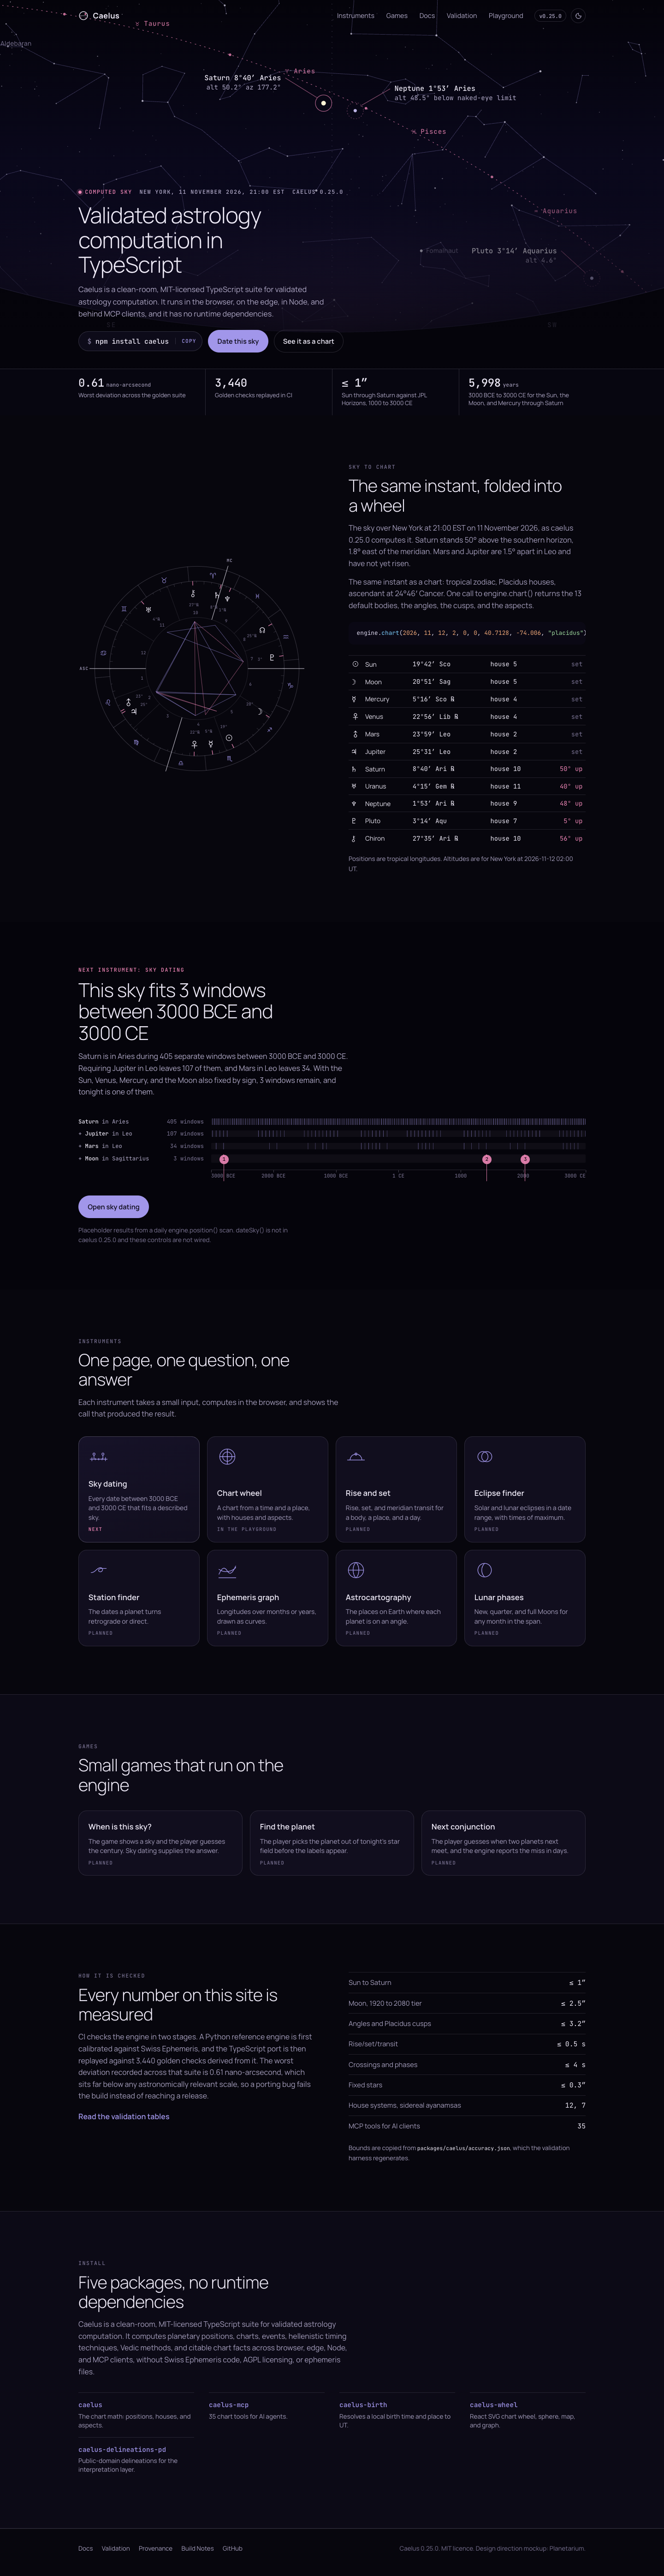 Caelus
Instruments
Games
Docs
Validation
Playground
v0.25.0
Taurus
Aldebaran
Aries
Saturn 8°40′ Aries
alt 50.2° az 177.2°
Neptune 1°53′ Aries
alt 48.5° below naked-eye limit
Pisces
Aquarius
COMPUTED SKY NEW YORK, 11 NOVEMBER 2026, 21:00 EST CAELUS 0.25.0
Validated astrology
computation in
TypeScript
Fomalhaut
Pluto 3°14′ Aquarius
alt 4.6°
Caelus is a clean-room, MIT-licensed TypeScript suite for validated
astrology computation. It runs in the browser, on the edge, in Node, and
behind MCP clients, and it has no runtime dependencies.
$ npm install caelus COPY
Date this sky
See it as a chart
0.61 nano-arcsecond
Worst deviation across the golden suite
3,440
Golden checks replayed in CI
≤ 1″
Sun through Saturn against JPL
Horizons, 1000 to 3000 CE
5,998 years
3000 BCE to 3000 CE for the Sun, the
Moon, and Mercury through Saturn
SKY TO CHART
The same instant, folded into
a wheel
The sky over New York at 21:00 EST on 11 November 2026, as caelus
0.25.0 computes it. Saturn stands 50° above the southern horizon,
1.8° east of the meridian. Mars and Jupiter are 1.5° apart in Leo and
have not yet risen.
The same instant as a chart: tropical zodiac, Placidus houses,
ascendant at 24°46′ Cancer. One call to engine.chart() returns the 13
default bodies, the angles, the cusps, and the aspects.
engine.chart(2026, 11, 12, 2, 0, 0, 40.7128, -74.006, "placidus")
MC
ASC
☉ Sun 19°42′ Sco house 5 set
☽ Moon 20°51′ Sag house 5 set
☿ Mercury 5°16′ Sco ℞ house 4 set
♀ Venus 22°56′ Lib ℞ house 4 set
♂ Mars 23°59′ Leo house 2 set
♃ Jupiter 25°31′ Leo house 2 set
♄ Saturn 8°40′ Ari ℞ house 10 50° up
♅ Uranus 4°15′ Gem ℞ house 11 40° up
♆ Neptune 1°53′ Ari ℞ house 9 48° up
♇ Pluto 3°14′ Aqu house 7 5° up
⚷ Chiron 27°35′ Ari ℞ house 10 56° up
Positions are tropical longitudes. Altitudes are for New York at 2026-11-12 02:00
UT.
NEXT INSTRUMENT: SKY DATING
This sky fits 3 windows
between 3000 BCE and
3000 CE
Saturn is in Aries during 405 separate windows between 3000 BCE and 3000 CE.
Requiring Jupiter in Leo leaves 107 of them, and Mars in Leo leaves 34. With the
Sun, Venus, Mercury, and the Moon also fixed by sign, 3 windows remain, and
tonight is one of them.
Saturn in Aries 405 windows
+ Jupiter in Leo 107 windows
+ Mars in Leo 34 windows
+ Moon in Sagittarius 3 windows
1 2 3
3000 BCE 2000 BCE 1000 BCE 1 CE 1000 2000 3000 CE
Open sky dating
Placeholder results from a daily engine.position() scan. dateSky() is not in
caelus 0.25.0 and these controls are not wired.
INSTRUMENTS
One page, one question, one
answer
Each instrument takes a small input, computes in the browser, and shows the
call that produced the result.
Sky dating
Every date between 3000 BCE
and 3000 CE that fits a described
sky.
NEXT
Chart wheel
A chart from a time and a place,
with houses and aspects.
IN THE PLAYGROUND
Rise and set
Rise, set, and meridian transit for
a body, a place, and a day.
PLANNED
Eclipse finder
Solar and lunar eclipses in a date
range, with times of maximum.
PLANNED
Station finder
The dates a planet turns
retrograde or direct.
PLANNED
Ephemeris graph
Longitudes over months or years,
drawn as curves.
PLANNED
Astrocartography
The places on Earth where each
planet is on an angle.
PLANNED
Lunar phases
New, quarter, and full Moons for
any month in the span.
PLANNED
GAMES
Small games that run on the
engine
When is this sky?
The game shows a sky and the player guesses
the century. Sky dating supplies the answer.
PLANNED
Find the planet
The player picks the planet out of tonight's star
field before the labels appear.
PLANNED
Next conjunction
The player guesses when two planets next
meet, and the engine reports the miss in days.
PLANNED
HOW IT IS CHECKED
Every number on this site is
measured
CI checks the engine in two stages. A Python reference engine is first
calibrated against Swiss Ephemeris, and the TypeScript port is then
replayed against 3,440 golden checks derived from it. The worst
deviation recorded across that suite is 0.61 nano-arcsecond, which
sits far below any astronomically relevant scale, so a porting bug fails
the build instead of reaching a release.
Read the validation tables
Sun to Saturn ≤ 1″
Moon, 1920 to 2080 tier ≤ 2.5″
Angles and Placidus cusps ≤ 3.2″
Rise/set/transit ≤ 0.5 s
Crossings and phases ≤ 4 s
Fixed stars ≤ 0.3″
House systems, sidereal ayanamsas 12, 7
MCP tools for AI clients 35
Bounds are copied from packages/caelus/accuracy.json, which the validation
harness regenerates.
INSTALL
Five packages, no runtime
dependencies
Caelus is a clean-room, MIT-licensed TypeScript suite for validated astrology
computation. It computes planetary positions, charts, events, hellenistic timing
techniques, Vedic methods, and citable chart facts across browser, edge, Node,
and MCP clients, without Swiss Ephemeris code, AGPL licensing, or ephemeris
files.
caelus
The chart math: positions, houses, and
aspects.
caelus-mcp
35 chart tools for AI agents.
caelus-birth
Resolves a local birth time and place to
UT.
caelus-wheel
React SVG chart wheel, sphere, map,
and graph.
caelus-delineations-pd
Public-domain delineations for the
interpretation layer.
Docs
Validation
Provenance
Build Notes
GitHub
Caelus 0.25.0. MIT licence. Design direction mockup: Planetarium.